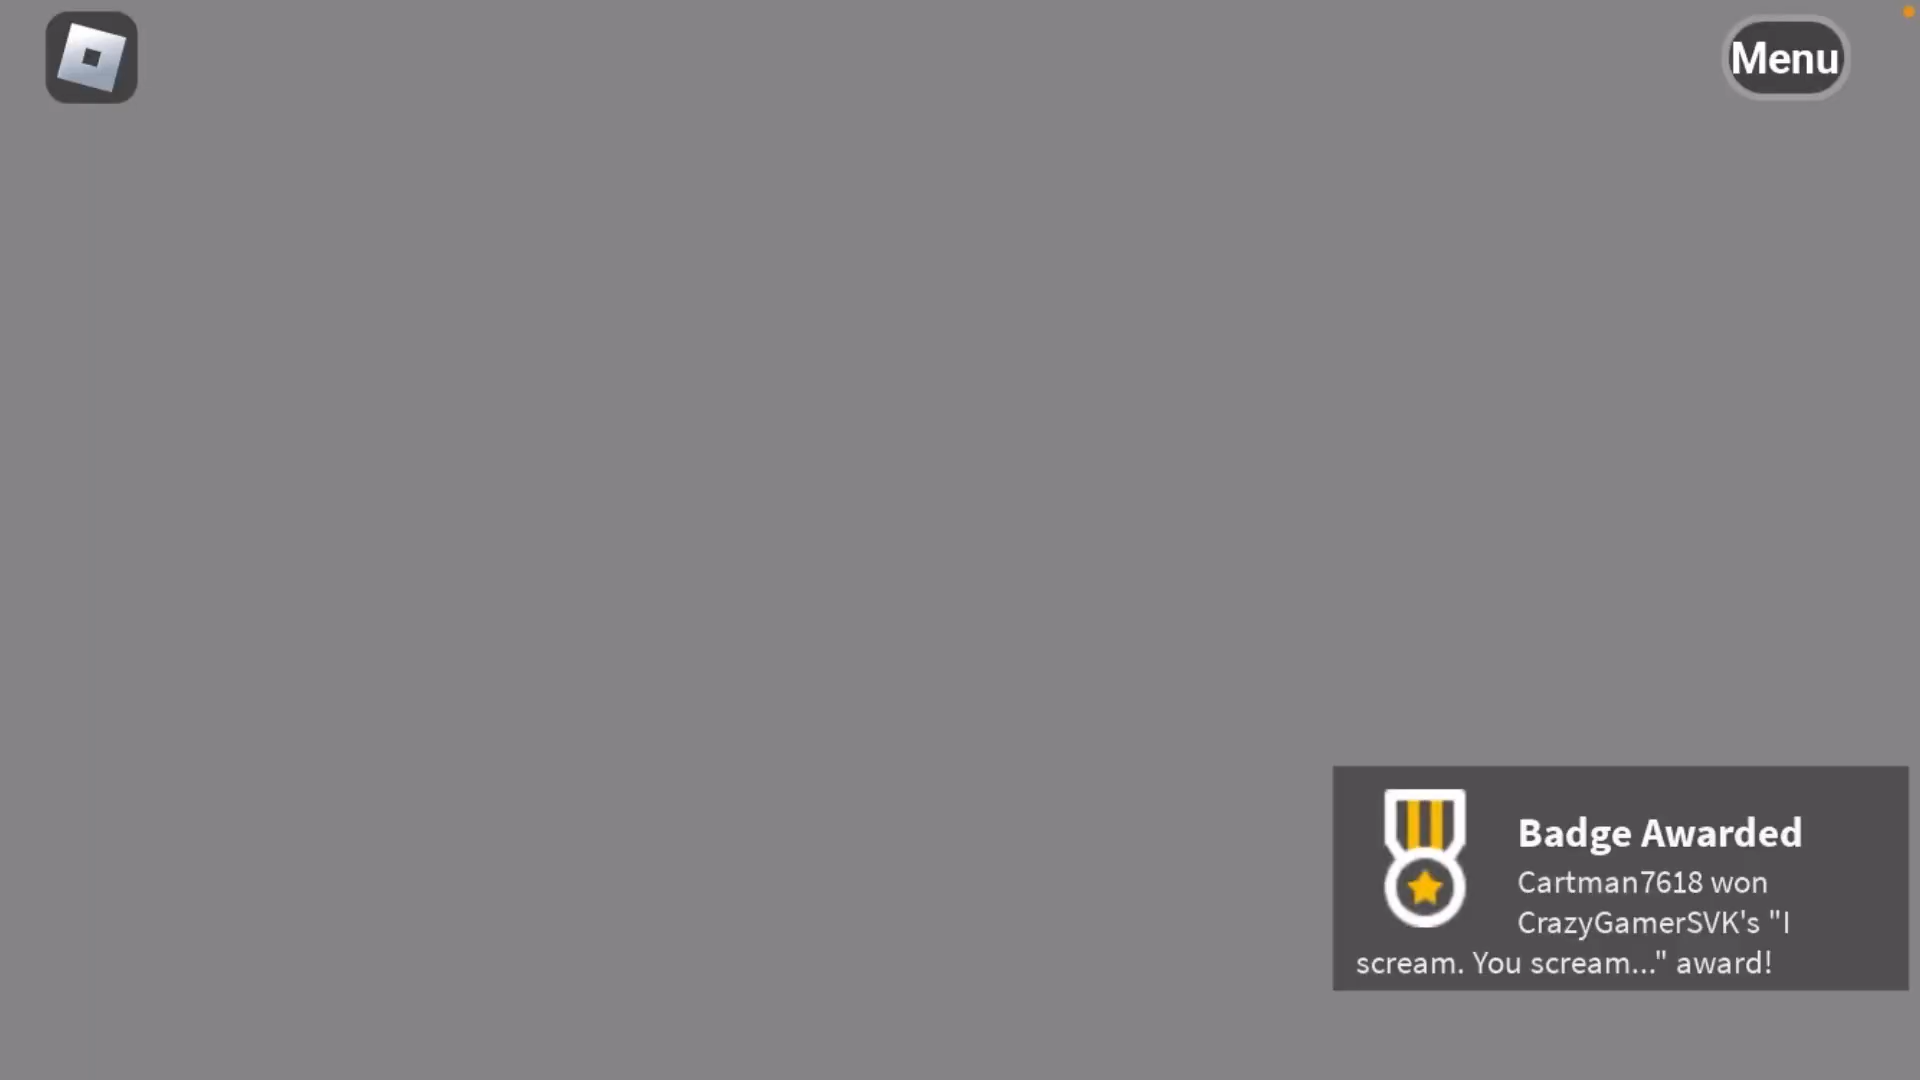 Menu
Badge Awarded
Cartman7618 won
CrazyGamerSVK's "I
scream. You scream..." award!